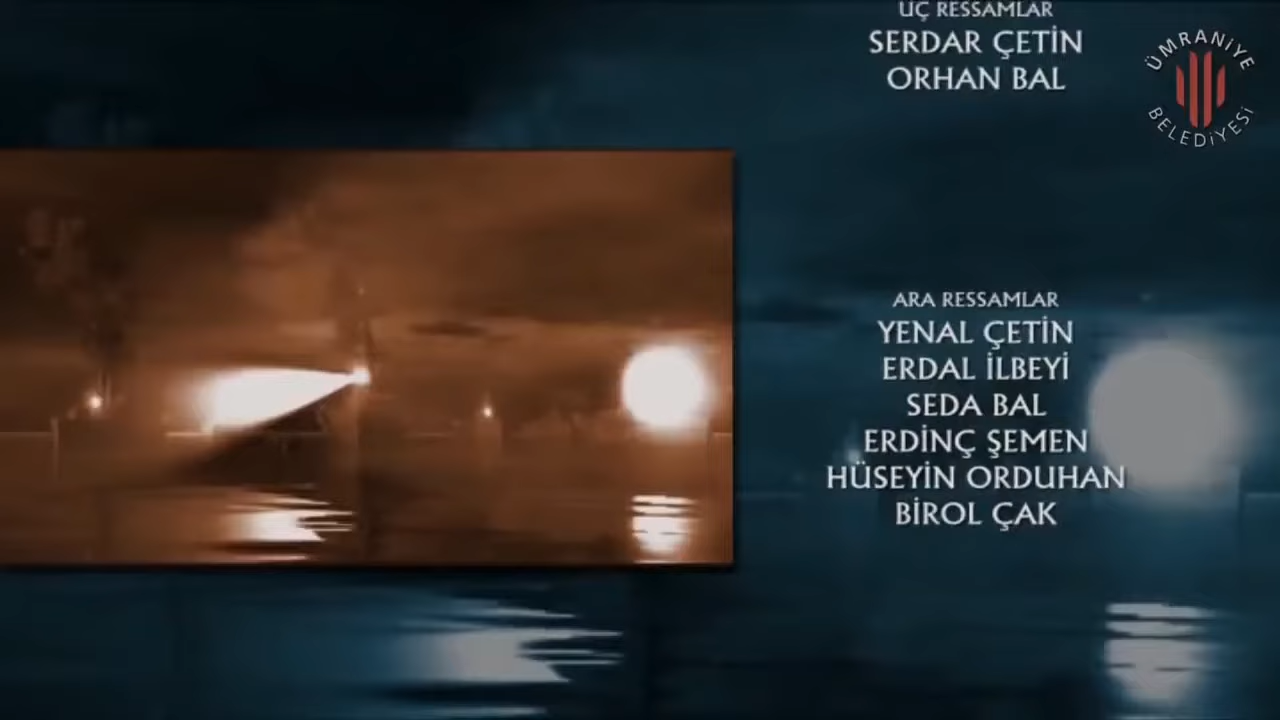 UÇ RESSAMLAR
SERDAR ÇETİN
ORHAN BAL
ÜMRANİYE
BELEDİYESİ
ARA RESSAMLAR
YENAL ÇETİN
ERDAL İLBEYİ
SEDA BAL
ERDİNÇ ŞEMEN
HÜSEYİN ORDUHAN
BİROL ÇAK